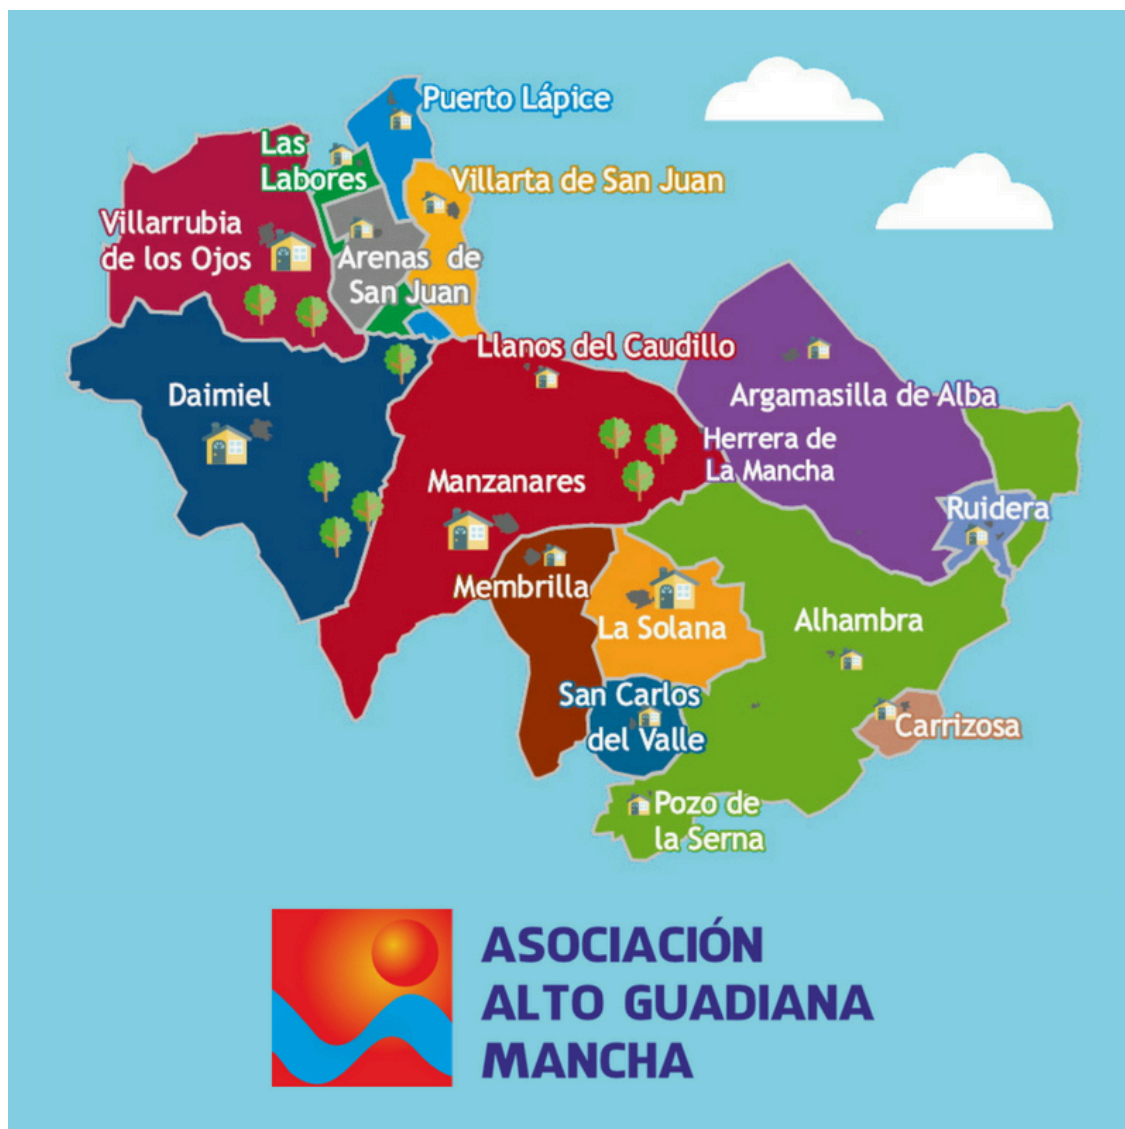 Puerto Lápice
Las
Labores
Villarta de San Juan
Villarrubia
de los Ojos
Arenas de
San Juan
Llanos del Caudillo
Daimiel
Argamasilla de Alba
Herrera de
La Mancha
Manzanares
Ruidera
Membrilla
La Solana
Alhambra
San Carlos
del Valle
Carrizosa
Pozo de
la Serna
ASOCIACIÓN
ALTO GUADIANA
MANCHA